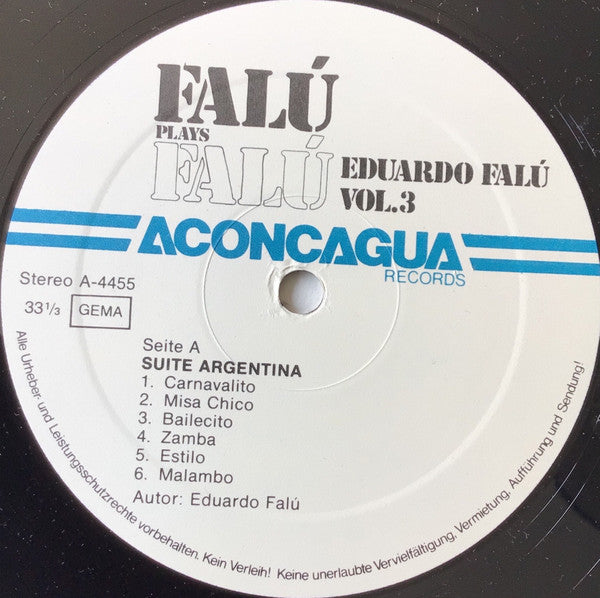 FALÚ
PLAYS
FALÚ
EDUARDO FALÚ
VOL.3
ACONCAGUA
RECORDS
Stereo A-4455
33 1/3 GEMA
Seite A
SUITE ARGENTINA
1. Carnavalito
2. Misa Chico
3. Bailecito
4. Zamba
5. Estilo
6. Malambo
Autor: Eduardo Falú
Alle Urheber- und Leistungsschutzrechte vorbehalten. Kein Verleih! Keine unerlaubte Vervielfältigung, Vermietung, Aufführung und Sendung!